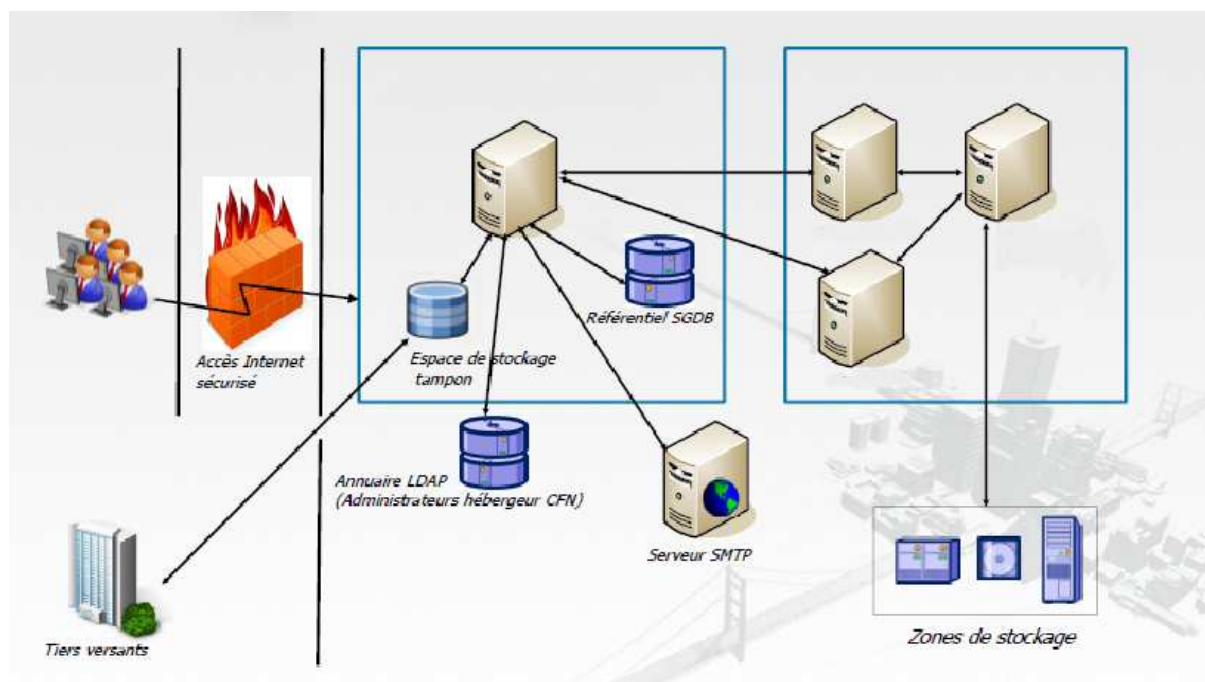 Référentiel SGDB
Accès Internet
sécurisé
Espace de stockage
tampon
Annuaire LDAP
(Administrateurs hébergeur CFN)
Serveur SMTP
Zones de stockage
Tiers versants